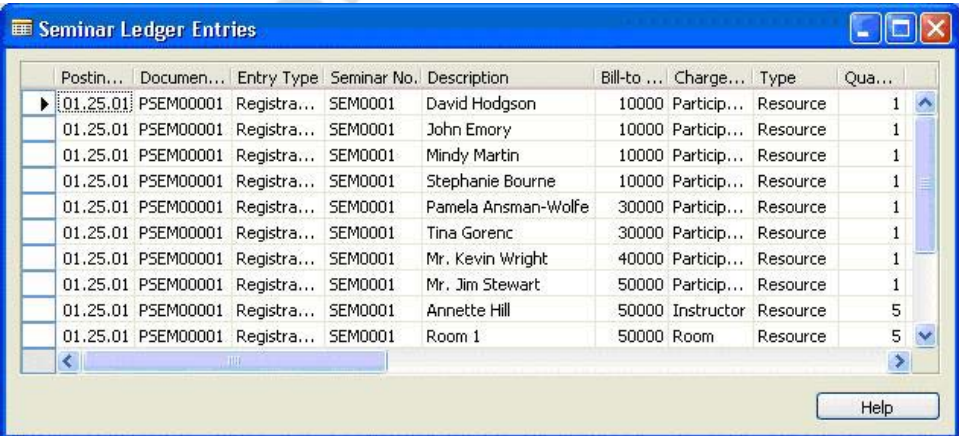 Seminar Ledger Entries
Postin... Documen... Entry Type Seminar No. Description Bill-to ... Charge... Type Qua...
01.25.01 PSEM00001 Registra... SEM0001 David Hodgson 10000 Particip... Resource 1
01.25.01 PSEM00001 Registra... SEM0001 John Emory 10000 Particip... Resource 1
01.25.01 PSEM00001 Registra... SEM0001 Mindy Martin 10000 Particip... Resource 1
01.25.01 PSEM00001 Registra... SEM0001 Stephanie Bourne 10000 Particip... Resource 1
01.25.01 PSEM00001 Registra... SEM0001 Pamela Ansman-Wolfe 30000 Particip... Resource 1
01.25.01 PSEM00001 Registra... SEM0001 Tina Gorenc 30000 Particip... Resource 1
01.25.01 PSEM00001 Registra... SEM0001 Mr. Kevin Wright 40000 Particip... Resource 1
01.25.01 PSEM00001 Registra... SEM0001 Mr. Jim Stewart 50000 Particip... Resource 1
01.25.01 PSEM00001 Registra... SEM0001 Annette Hill 50000 Instructor Resource 5
01.25.01 PSEM00001 Registra... SEM0001 Room 1 50000 Room Resource 5
Help